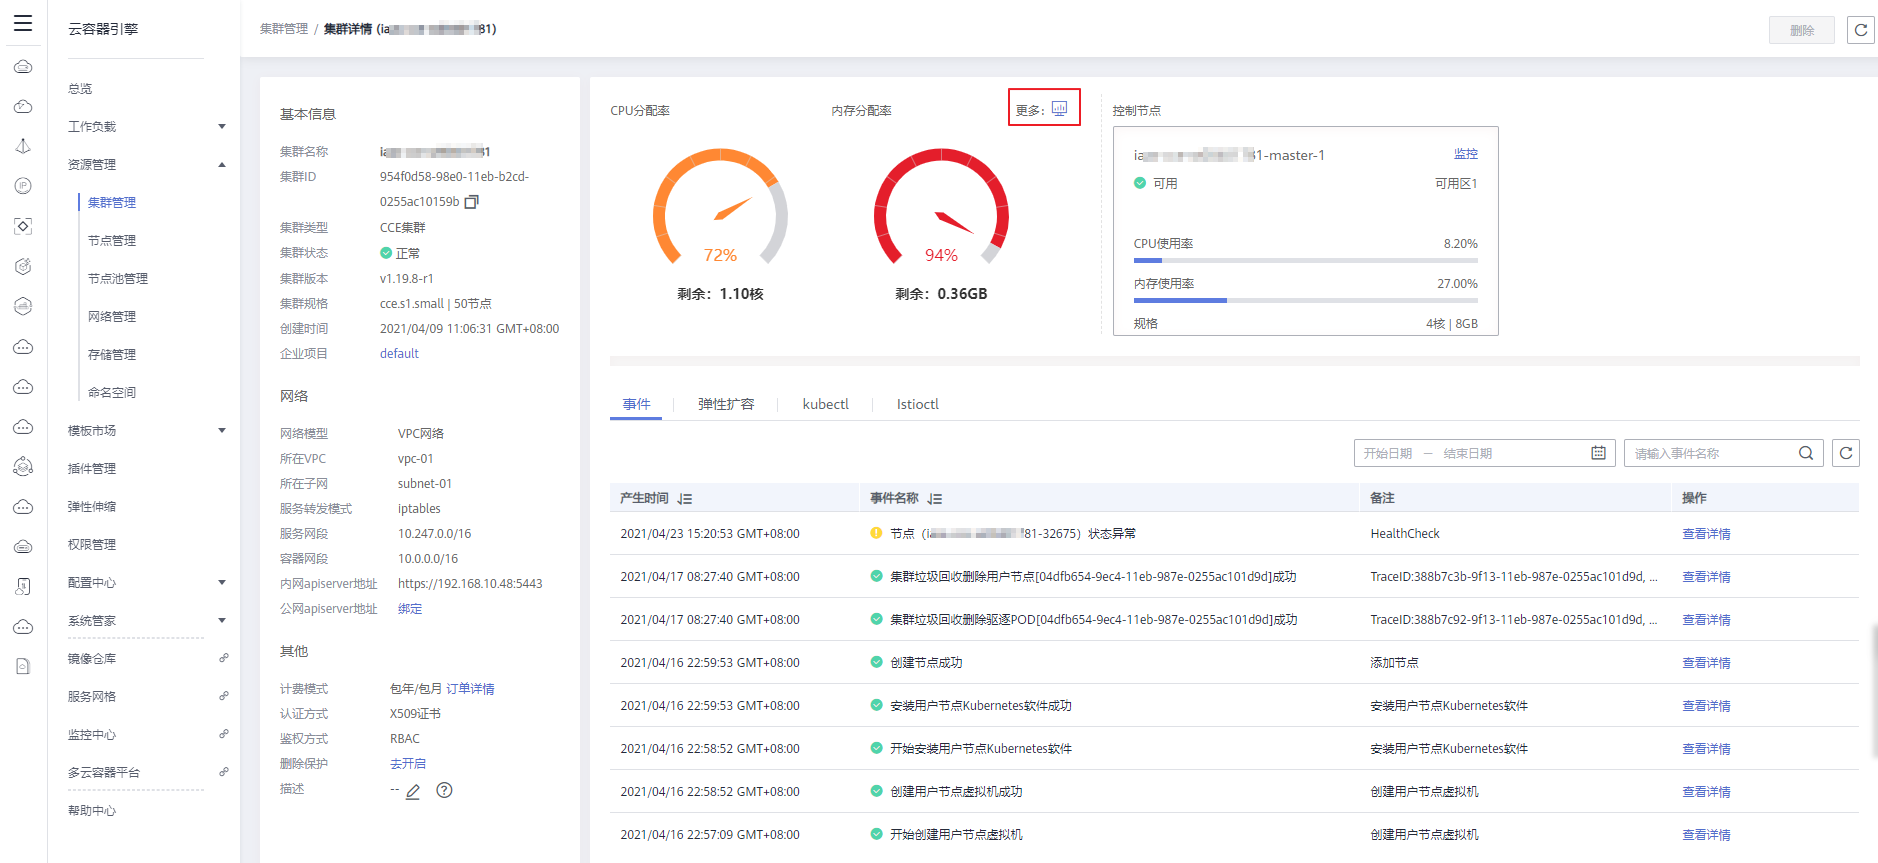 云容器引擎
总览
工作负载
资源管理
集群管理
节点管理
节点池管理
网络管理
存储管理
命名空间
模板市场
插件管理
弹性伸缩
权限管理
配置中心
系统管家
镜像仓库
服务网格
监控中心
多云容器平台
帮助中心
集群管理 / 集群详情 (ia 81)
删除
基本信息
集群名称 81
集群ID 954f0d58-98e0-11eb-b2cd-
0255ac10159b
集群类型 CCE集群
集群状态 正常
集群版本 v1.19.8-r1
集群规格 cce.s1.small | 50节点
创建时间 2021/04/09 11:06:31 GMT+08:00
企业项目 default
网络
网络模型 VPC网络
所在VPC vpc-01
所在子网 subnet-01
服务转发模式 iptables
服务网段 10.247.0.0/16
容器网段 10.0.0.0/16
内网apiserver地址 https://192.168.10.48:5443
公网apiserver地址 绑定
其他
计费模式 包年/包月 订单详情
认证方式 X509证书
鉴权方式 RBAC
删除保护 去开启
描述 --
CPU分配率
72%
剩余：1.10核
内存分配率
94%
剩余：0.36GB
更多：
控制节点
ia 81-master-1 监控
可用 可用区1
CPU使用率 8.20%
内存使用率 27.00%
规格 4核 | 8GB
事件 弹性扩容 kubectl Istioctl
开始日期 – 结束日期 请输入事件名称
产生时间 事件名称 备注 操作
2021/04/23 15:20:53 GMT+08:00 节点（ia 781-32675）状态异常 HealthCheck 查看详情
2021/04/17 08:27:40 GMT+08:00 集群垃圾回收删除用户节点[04dfb654-9ec4-11eb-987e-0255ac101d9d]成功 TraceID:388b7c3b-9f13-11eb-987e-0255ac101d9d, ... 查看详情
2021/04/17 08:27:40 GMT+08:00 集群垃圾回收删除驱逐POD[04dfb654-9ec4-11eb-987e-0255ac101d9d]成功 TraceID:388b7c92-9f13-11eb-987e-0255ac101d9d, ... 查看详情
2021/04/16 22:59:53 GMT+08:00 创建节点成功 添加节点 查看详情
2021/04/16 22:59:53 GMT+08:00 安装用户节点Kubernetes软件成功 安装用户节点Kubernetes软件 查看详情
2021/04/16 22:58:52 GMT+08:00 开始安装用户节点Kubernetes软件 安装用户节点Kubernetes软件 查看详情
2021/04/16 22:58:52 GMT+08:00 创建用户节点虚拟机成功 创建用户节点虚拟机 查看详情
2021/04/16 22:57:09 GMT+08:00 开始创建用户节点虚拟机 创建用户节点虚拟机 查看详情